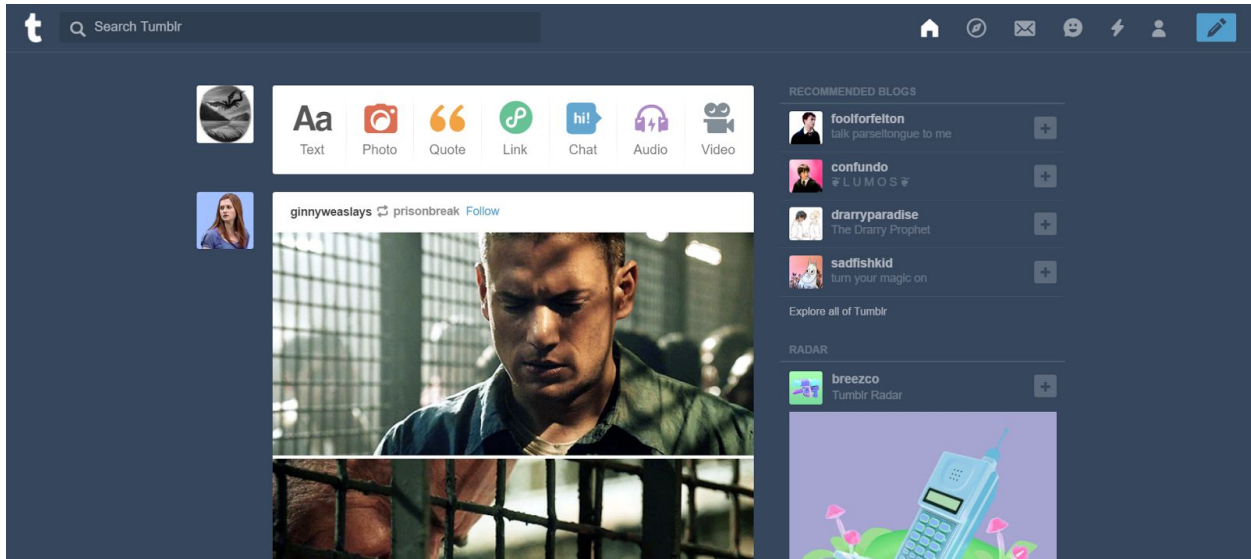 t
Search Tumblr
Aa
hi!
Text Photo Quote Link Chat Audio Video
ginnyweaslays prisonbreak Follow
RECOMMENDED BLOGS
foolforfelton
talk parseltongue to me
confundo
❦ L U M O S ❦
drarryparadise
The Drarry Prophet
sadfishkid
turn your magic on
Explore all of Tumblr
RADAR
breezco
Tumblr Radar